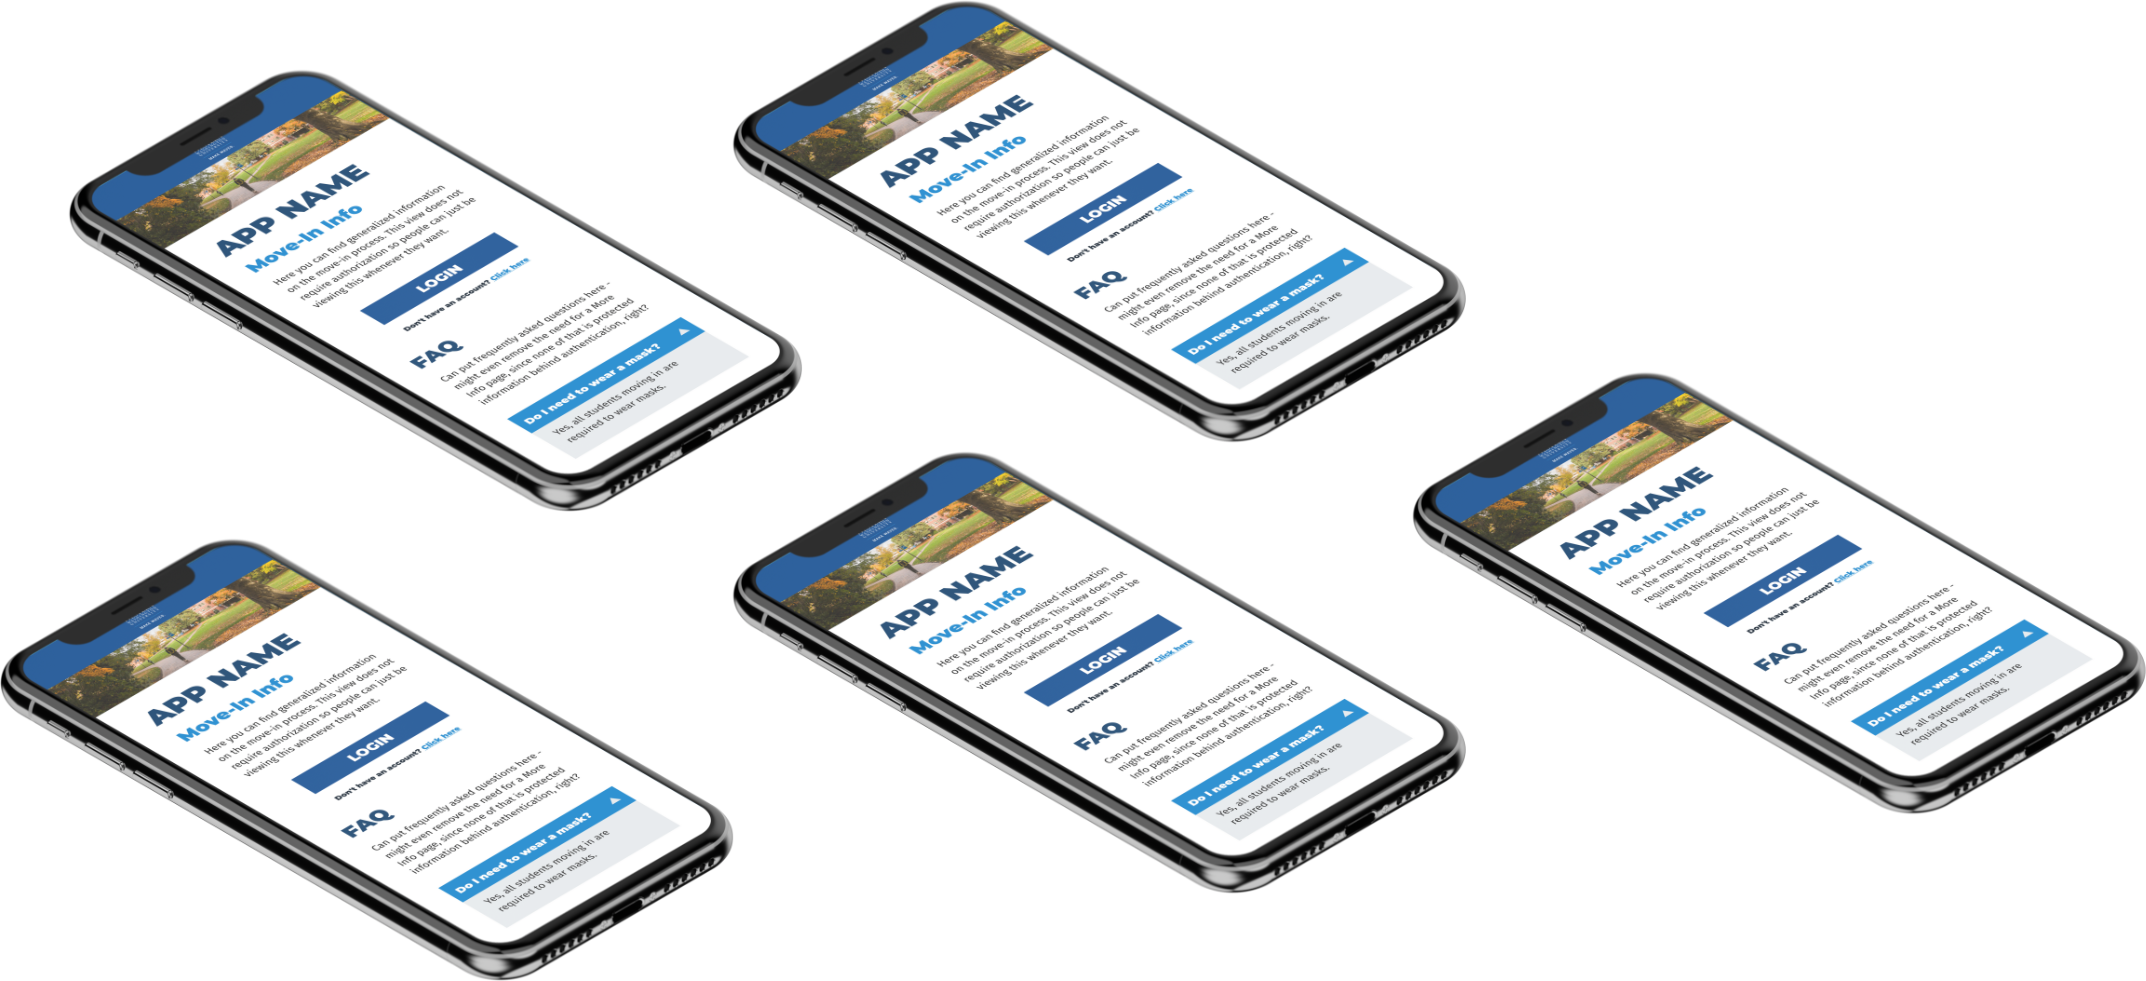 APP NAME
Move-In Info
Here you can find generalized information
on the move-in process. This view does not
require authorization so people can just be
viewing this whenever they want.
LOGIN
Don't have an account? Click here
FAQ
Can put frequently asked questions here -
might even remove the need for a More
Info page, since none of that is protected
information behind authentication, right?
Do I need to wear a mask?
Yes, all students moving in are
required to wear masks.
APP NAME
Move-In Info
Here you can find generalized information
on the move-in process. This view does not
require authorization so people can just be
viewing this whenever they want.
LOGIN
Don't have an account? Click here
FAQ
Can put frequently asked questions here -
might even remove the need for a More
Info page, since none of that is protected
information behind authentication, right?
Do I need to wear a mask?
Yes, all students moving in are
required to wear masks.
APP NAME
Move-In Info
Here you can find generalized information
on the move-in process. This view does not
require authorization so people can just be
viewing this whenever they want.
LOGIN
Don't have an account? Click here
FAQ
Can put frequently asked questions here -
might even remove the need for a More
Info page, since none of that is protected
information behind authentication, right?
Do I need to wear a mask?
Yes, all students moving in are
required to wear masks.
APP NAME
Move-In Info
Here you can find generalized information
on the move-in process. This view does not
require authorization so people can just be
viewing this whenever they want.
LOGIN
Don't have an account? Click here
FAQ
Can put frequently asked questions here -
might even remove the need for a More
Info page, since none of that is protected
information behind authentication, right?
Do I need to wear a mask?
Yes, all students moving in are
required to wear masks.
APP NAME
Move-In Info
Here you can find generalized information
on the move-in process. This view does not
require authorization so people can just be
viewing this whenever they want.
LOGIN
Don't have an account? Click here
FAQ
Can put frequently asked questions here -
might even remove the need for a More
Info page, since none of that is protected
information behind authentication, right?
Do I need to wear a mask?
Yes, all students moving in are
required to wear masks.